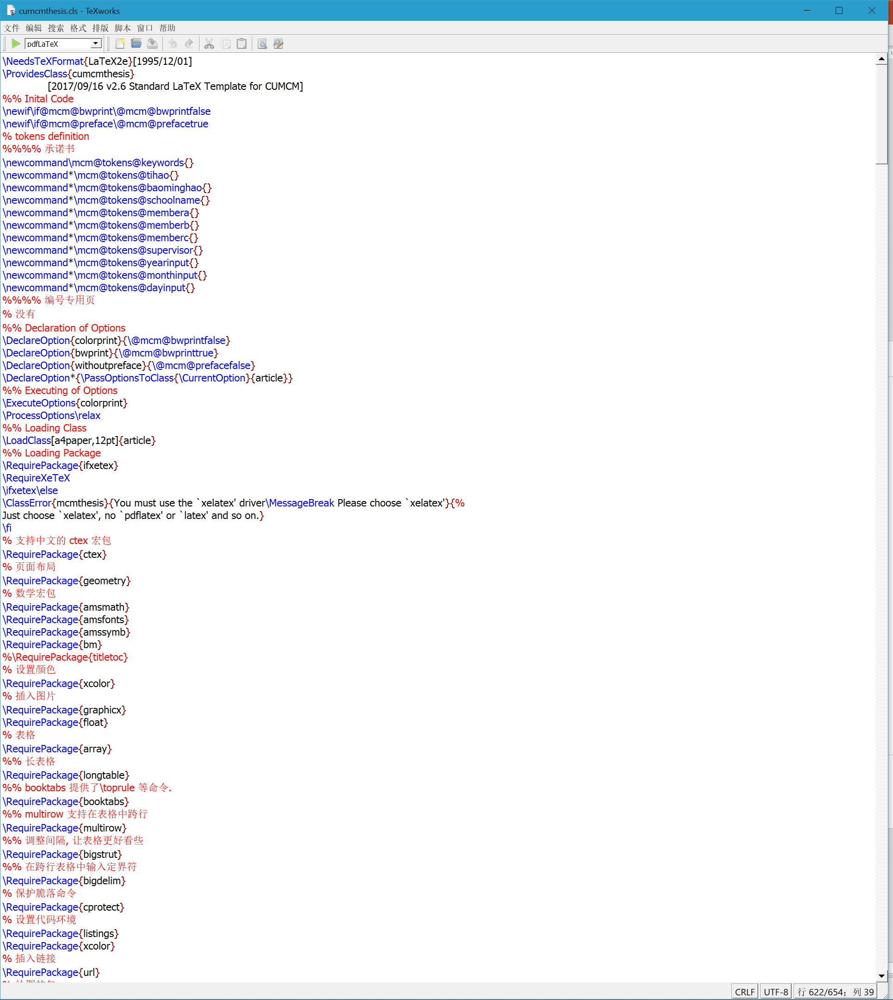 cumcmthesis.cls - TeXworks
文件 编辑 搜索 格式 排版 脚本 窗口 帮助
pdfLaTeX
\NeedsTeXFormat{LaTeX2e}[1995/12/01]
\ProvidesClass{cumcmthesis}
[2017/09/16 v2.6 Standard LaTeX Template for CUMCM]
%% Inital Code
\newif\if@mcm@bwprint\@mcm@bwprintfalse
\newif\if@mcm@preface\@mcm@prefacetrue
% tokens definition
%%%% 承诺书
\newcommand\mcm@tokens@keywords{}
\newcommand*\mcm@tokens@tihao{}
\newcommand*\mcm@tokens@baominghao{}
\newcommand*\mcm@tokens@schoolname{}
\newcommand*\mcm@tokens@membera{}
\newcommand*\mcm@tokens@memberb{}
\newcommand*\mcm@tokens@memberc{}
\newcommand*\mcm@tokens@supervisor{}
\newcommand*\mcm@tokens@yearinput{}
\newcommand*\mcm@tokens@monthinput{}
\newcommand*\mcm@tokens@dayinput{}
%%%% 编号专用页
% 没有
%% Declaration of Options
\DeclareOption{colorprint}{\@mcm@bwprintfalse}
\DeclareOption{bwprint}{\@mcm@bwprinttrue}
\DeclareOption{withoutpreface}{\@mcm@prefacefalse}
\DeclareOption*{\PassOptionsToClass{\CurrentOption}{article}}
%% Executing of Options
\ExecuteOptions{colorprint}
\ProcessOptions\relax
%% Loading Class
\LoadClass[a4paper,12pt]{article}
%% Loading Package
\RequirePackage{ifxetex}
\RequireXeTeX
\ifxetex\else
\ClassError{mcmthesis}{You must use the `xelatex' driver\MessageBreak Please choose `xelatex'}{%
Just choose `xelatex', no `pdflatex' or `latex' and so on.}
\fi
% 支持中文的 ctex 宏包
\RequirePackage{ctex}
% 页面布局
\RequirePackage{geometry}
% 数学宏包
\RequirePackage{amsmath}
\RequirePackage{amsfonts}
\RequirePackage{amssymb}
\RequirePackage{bm}
%\RequirePackage{titletoc}
% 设置颜色
\RequirePackage{xcolor}
% 插入图片
\RequirePackage{graphicx}
\RequirePackage{float}
% 表格
\RequirePackage{array}
%% 长表格
\RequirePackage{longtable}
%% booktabs 提供了\toprule 等命令.
\RequirePackage{booktabs}
%% multirow 支持在表格中跨行
\RequirePackage{multirow}
%% 调整间隔, 让表格更好看些
\RequirePackage{bigstrut}
%% 在跨行表格中输入定界符
\RequirePackage{bigdelim}
% 保护脆落命令
\RequirePackage{cprotect}
% 设置代码环境
\RequirePackage{listings}
\RequirePackage{xcolor}
% 插入链接
\RequirePackage{url}
CRLF UTF-8 行 622/654; 列 39